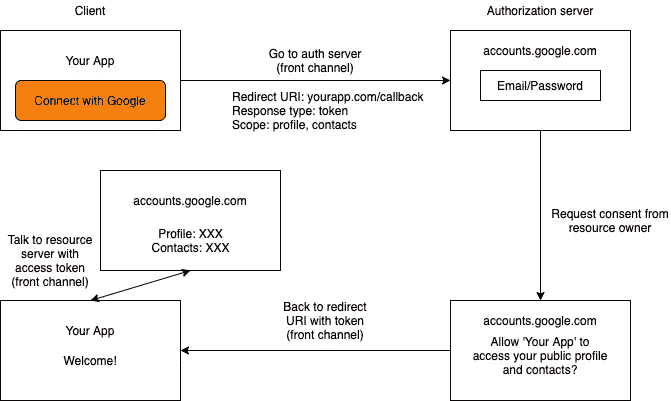 Client
Authorization server
Your App
Connect with Google
Go to auth server
(front channel)
Redirect URI: yourapp.com/callback
Response type: token
Scope: profile, contacts
accounts.google.com
Email/Password
Request consent from
resource owner
accounts.google.com
Profile: XXX
Contacts: XXX
Talk to resource
server with
access token
(front channel)
Your App
Welcome!
Back to redirect
URI with token
(front channel)
accounts.google.com
Allow 'Your App' to
access your public profile
and contacts?